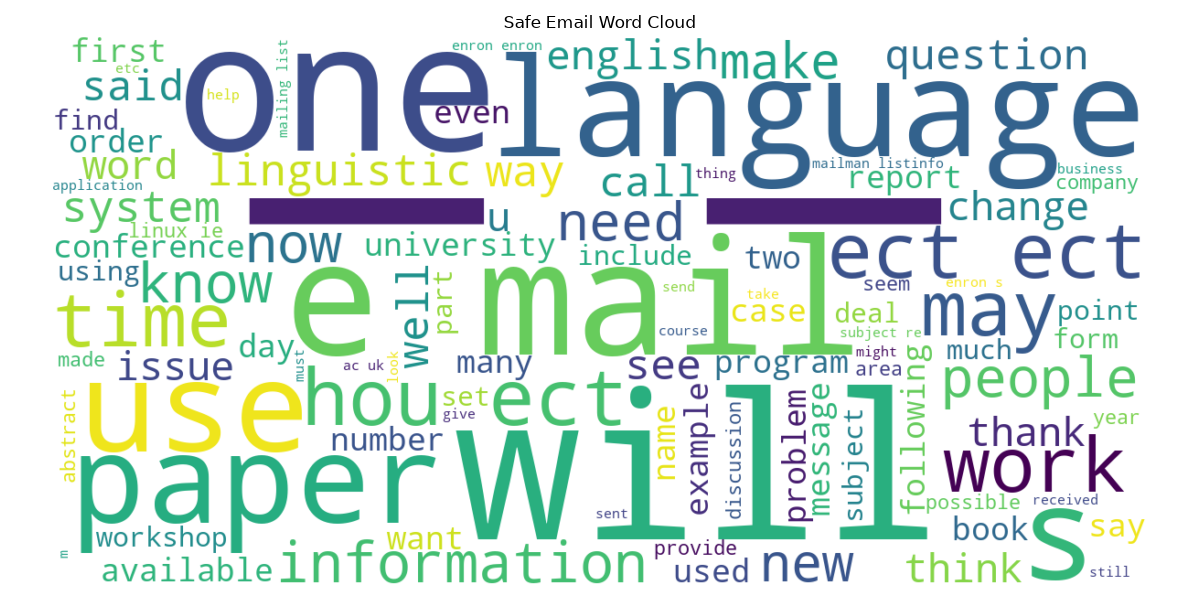 Safe Email Word Cloud
first
etc
said
help
one
mailing list
enron enron
even
language
english
make
question
find
order
word
application
linguistic
way
call
thing
mailman listinfo
report
business
company
system
linux ie
_ _
u
need
change
conference
now
university
include
two
ect ect
using
know
e mail
well
part
send
take
case
seem
enron s
deal
may
point
time
subject re
form
made
issue
day
must
ac uk
look
many
course
see
program
might
area
much
people
use
hou ect
set
give
number
name
example
discussion
problem
message
subject
following
year
thank
abstract
paper
will
work
sent
possible
received
workshop
want
provide
book
s
say
m
available
information
used
new
think
still